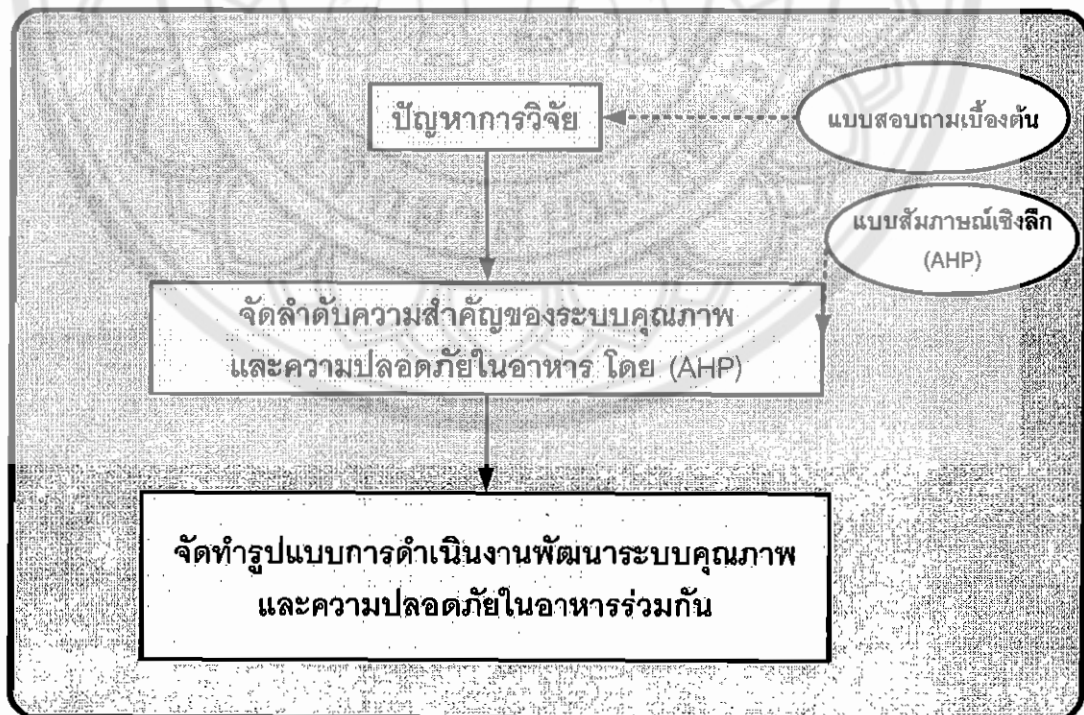 ปัญหาการวิจัย
แบบสอบถามเบื้องต้น
แบบสัมภาษณ์เชิงลึก
(AHP)
จัดลำดับความสำคัญของระบบคุณภาพ
และความปลอดภัยในอาหาร โดย (AHP)
จัดทำรูปแบบการดำเนินงานพัฒนาระบบคุณภาพ
และความปลอดภัยในอาหารร่วมกัน